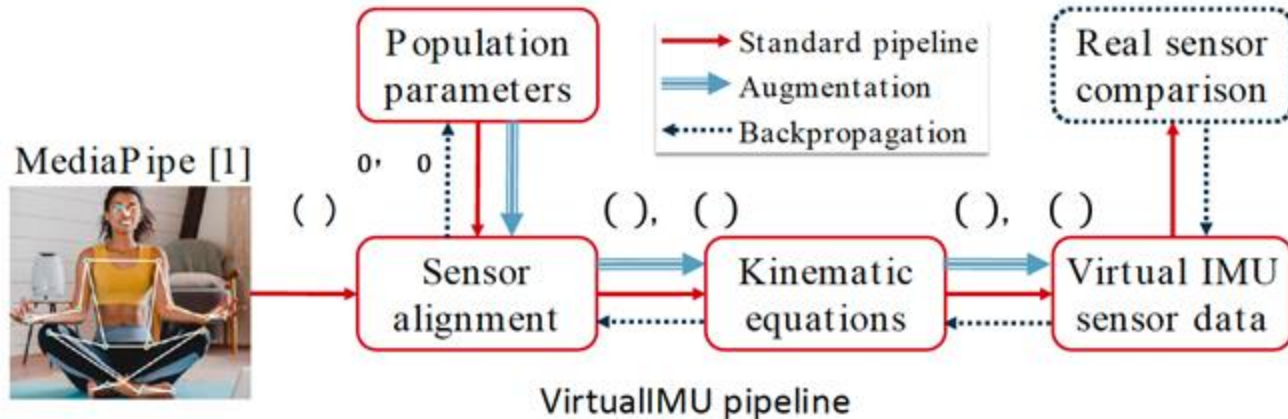 Population
parameters
Standard pipeline
Augmentation
Backpropagation
Real sensor
comparison
MediaPipe [1]
0, 0
( )
( ), ( )
( ), ( )
Sensor
alignment
Kinematic
equations
Virtual IMU
sensor data
VirtualIMU pipeline